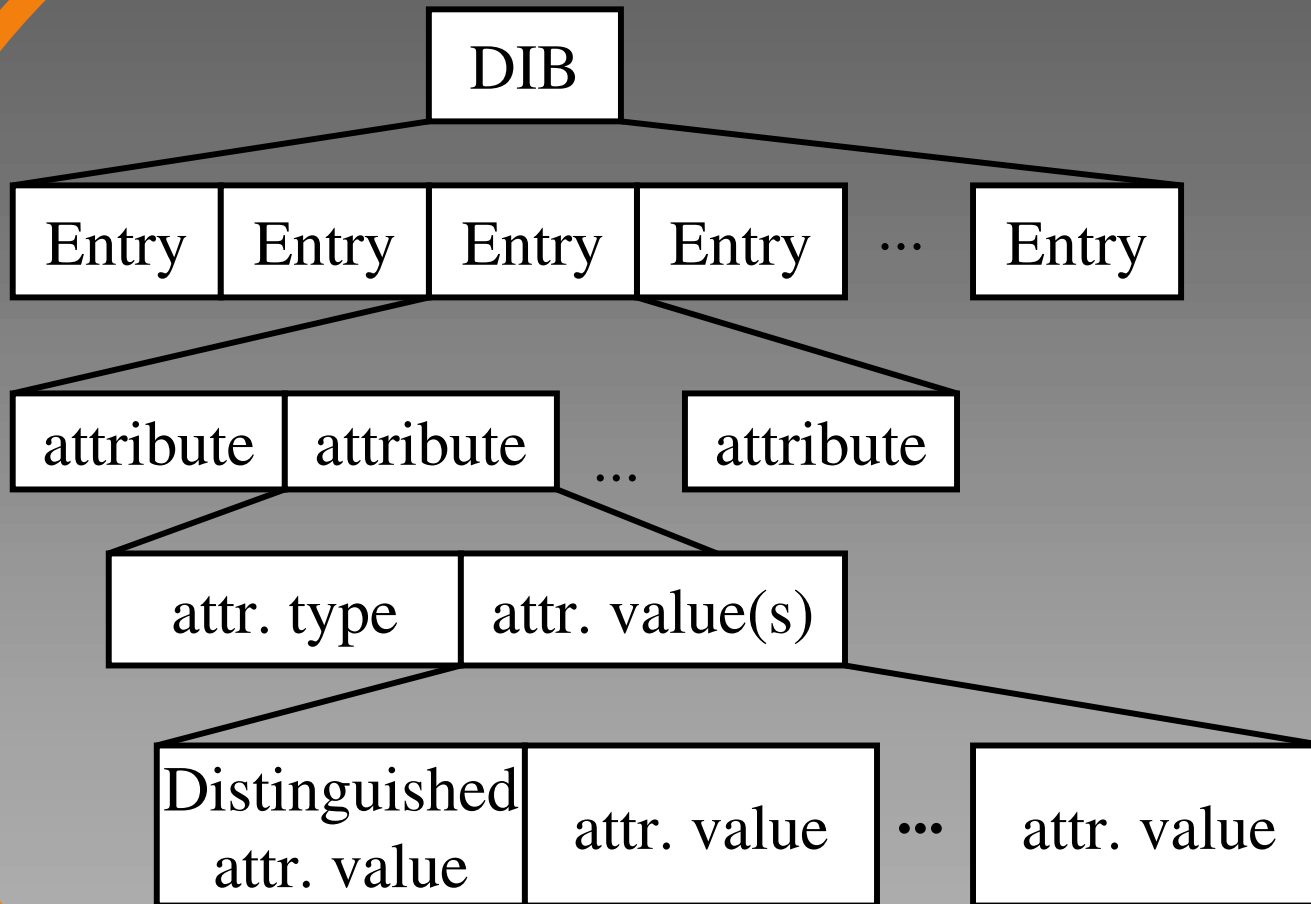 DIB
Entry Entry Entry Entry ... Entry
attribute attribute ... attribute
attr. type attr. value(s)
Distinguished
attr. value attr. value ... attr. value